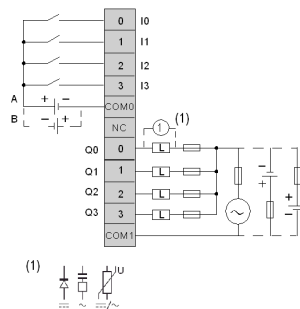 0 I0
1 I1
2 I2
3 I3
A + - COM0
B - +
NC (1)
1
Q0 0 L
Q1 1 L
Q2 2 L
Q3 3 L
- + ~ - +
COM1
(1)
U
~ /~